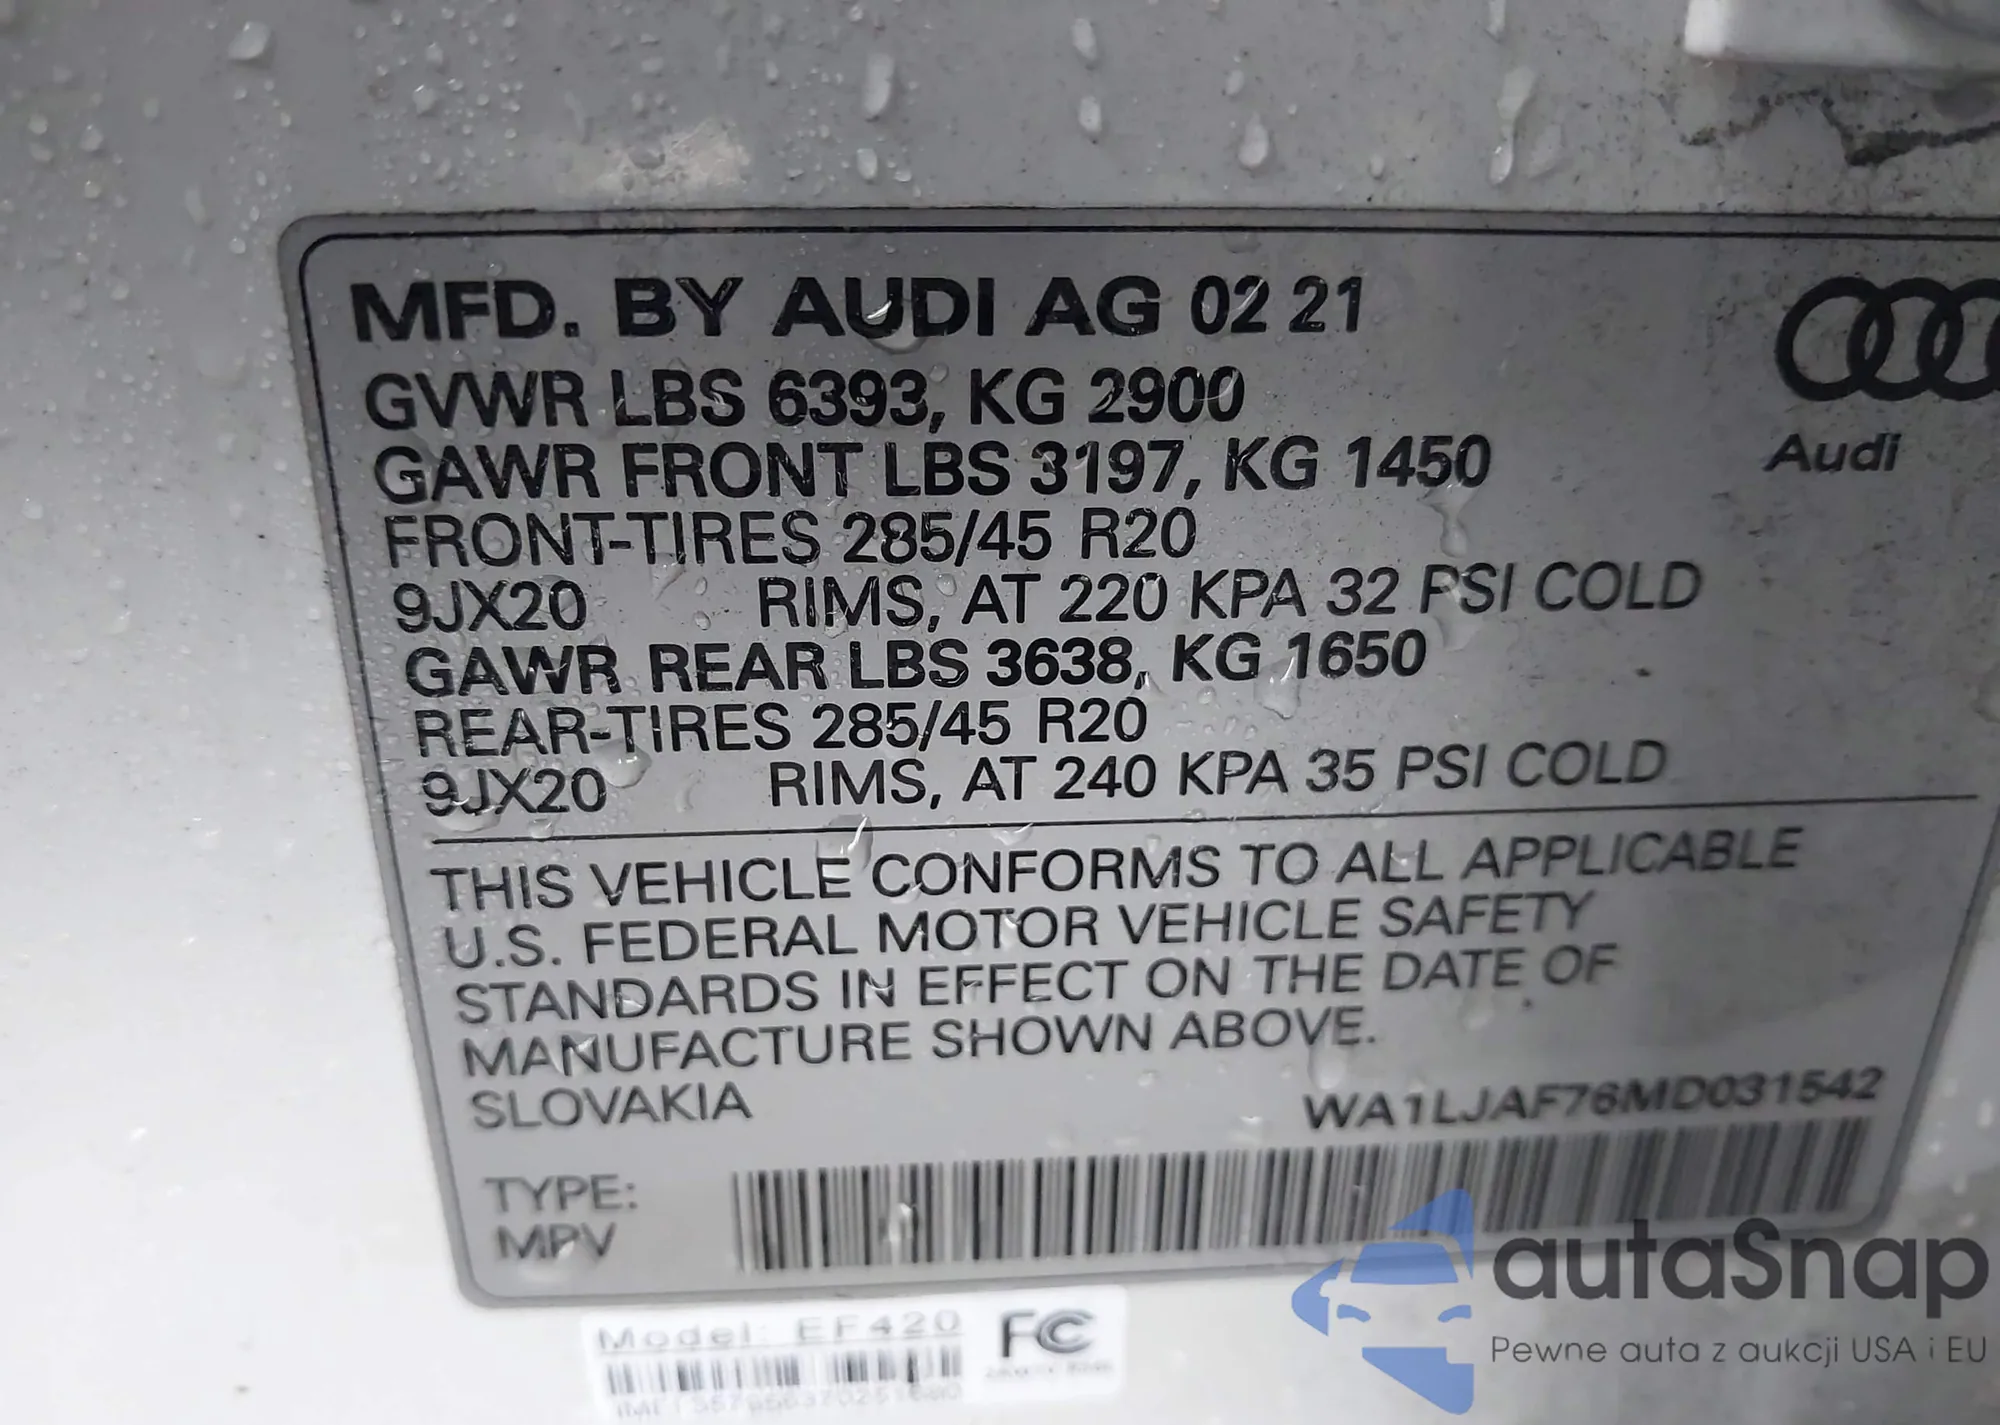 MFD. BY AUDI AG 02 21
GVWR LBS 6393, KG 2900
GAWR FRONT LBS 3197, KG 1450
FRONT-TIRES 285/45 R20
9JX20 RIMS, AT 220 KPA 32 PSI COLD
GAWR REAR LBS 3638, KG 1650
REAR-TIRES 285/45 R20
9JX20 RIMS, AT 240 KPA 35 PSI COLD
Audi
THIS VEHICLE CONFORMS TO ALL APPLICABLE
U.S. FEDERAL MOTOR VEHICLE SAFETY
STANDARDS IN EFFECT ON THE DATE OF
MANUFACTURE SHOWN ABOVE.
SLOVAKIA WA1LJAF76MD031542
TYPE:
MPV
Model: EF420 FC
autaSnap
Pewne auta z aukcji USA i EU